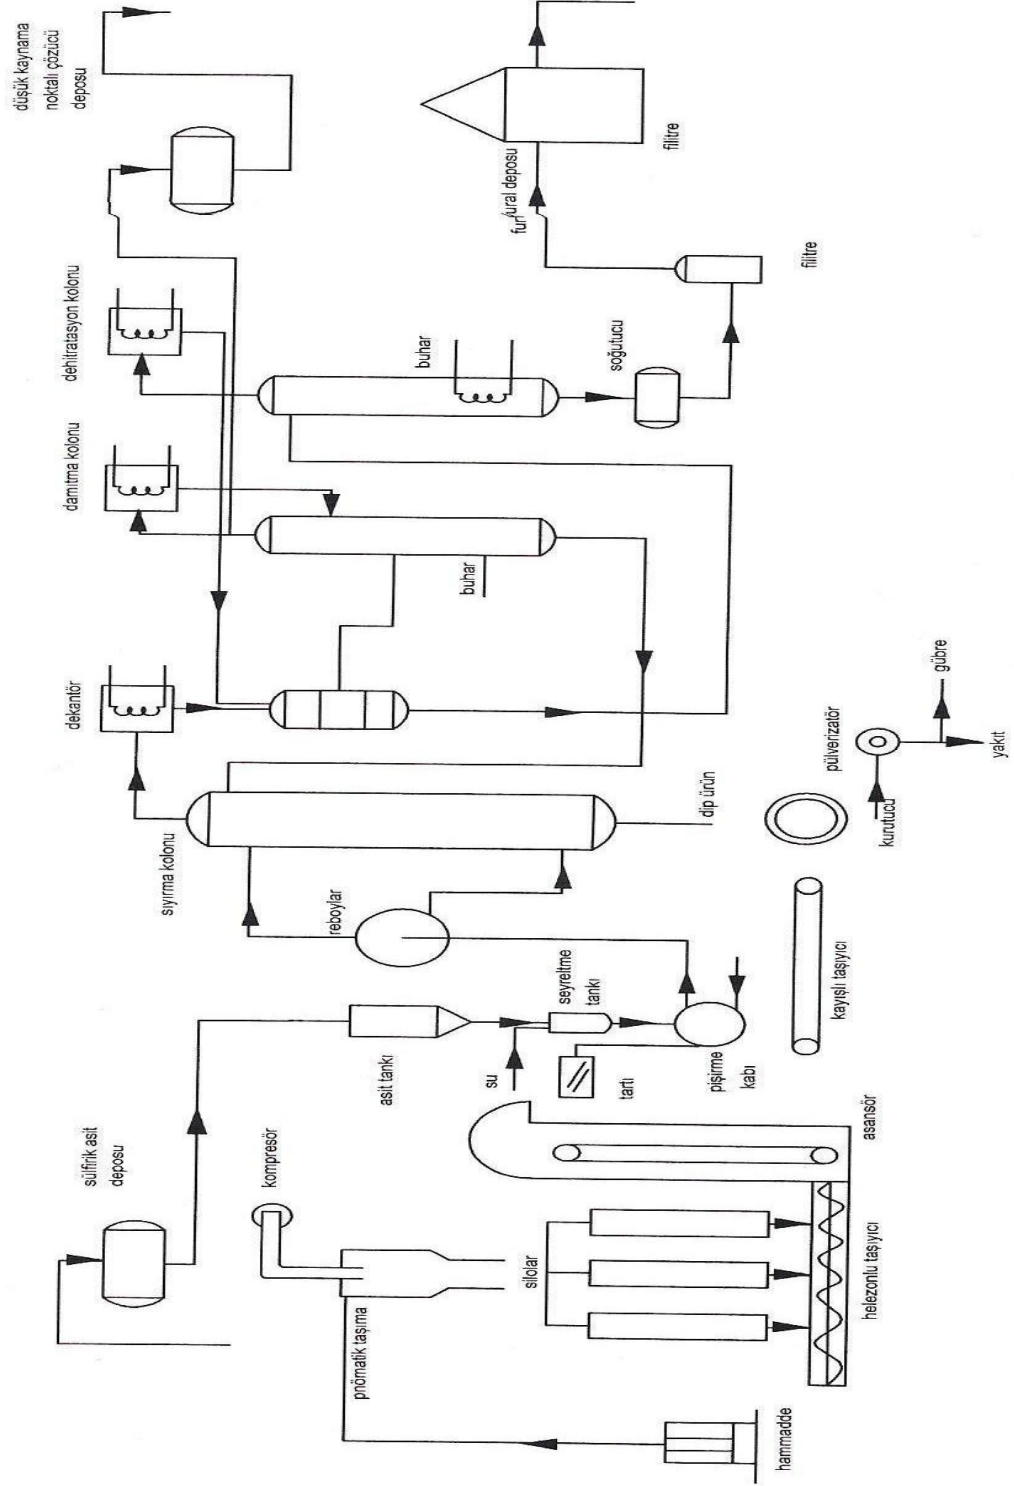 düşük kaynama
noktalı çözücü
deposu
dehitratasyon kolonu
damıtma kolonu
dekantör
sıyırma kolonu
sülfirik asit
deposu
kompresör
pnömatik taşıma
hammadde
silolar
helezonlu taşıyıcı
asansör
asit tankı
su
seyreltme
tankı
tartı
pişirme
kabı
kayışlı taşıyıcı
reboylar
dip ürün
kurutucu
pülverizatör
gübre
yakıt
buhar
buhar
soğutucu
filitre
furfural deposu
filitre